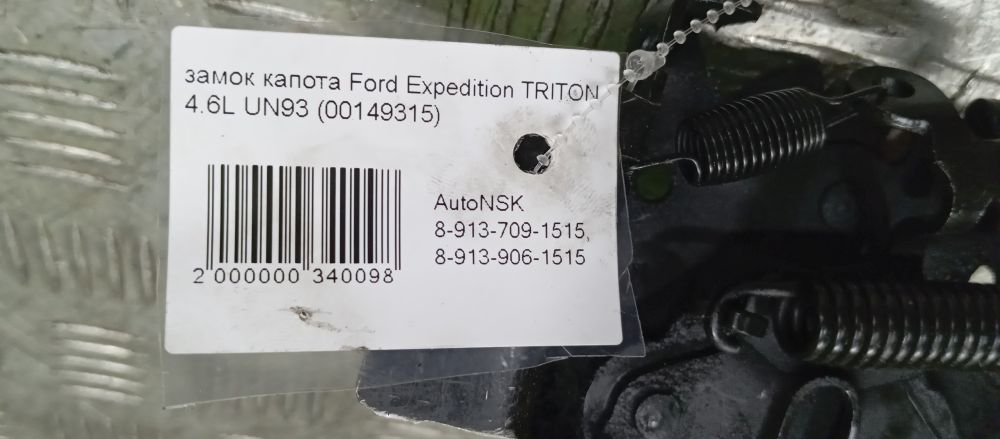 замок капота Ford Expedition TRITON
4.6L UN93 (00149315)
AutoNSK
8-913-709-1515,
8-913-906-1515
2 000000 340098